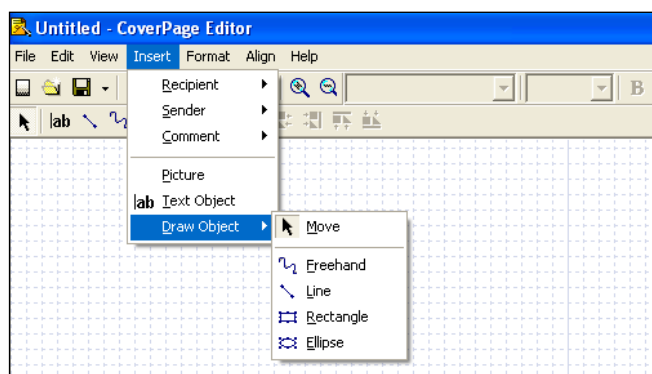 Untitled - CoverPage Editor
File Edit View Insert Format Align Help
B
|ab
Recipient
Sender
Comment
Picture
|ab Text Object
Draw Object
Move
Freehand
Line
Rectangle
Ellipse